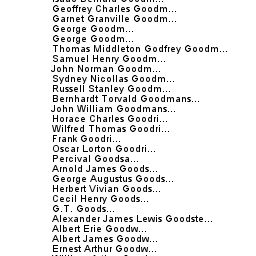 Geoffrey Charles Goodm...
Garnet Granville Goodm...
George Goodm...
George Goodm...
Thomas Middleton Godfrey Goodm...
Samuel Henry Goodm...
John Norman Goodm...
Sydney Nicollas Goodm...
Russell Stanley Goodm...
Bernhardt Torvald Goodmans...
John William Goodmans...
Horace Charles Goodri...
Wilfred Thomas Goodri...
Frank Goodri...
Oscar Lorton Goodri...
Percival Goodsa...
Arnold James Goods...
George Augustus Goods...
Herbert Vivian Goods...
Cecil Henry Goods...
G.T. Goods...
Alexander James Lewis Goodste...
Albert Erie Goodw...
Albert James Goodw...
Ernest Arthur Goodw...